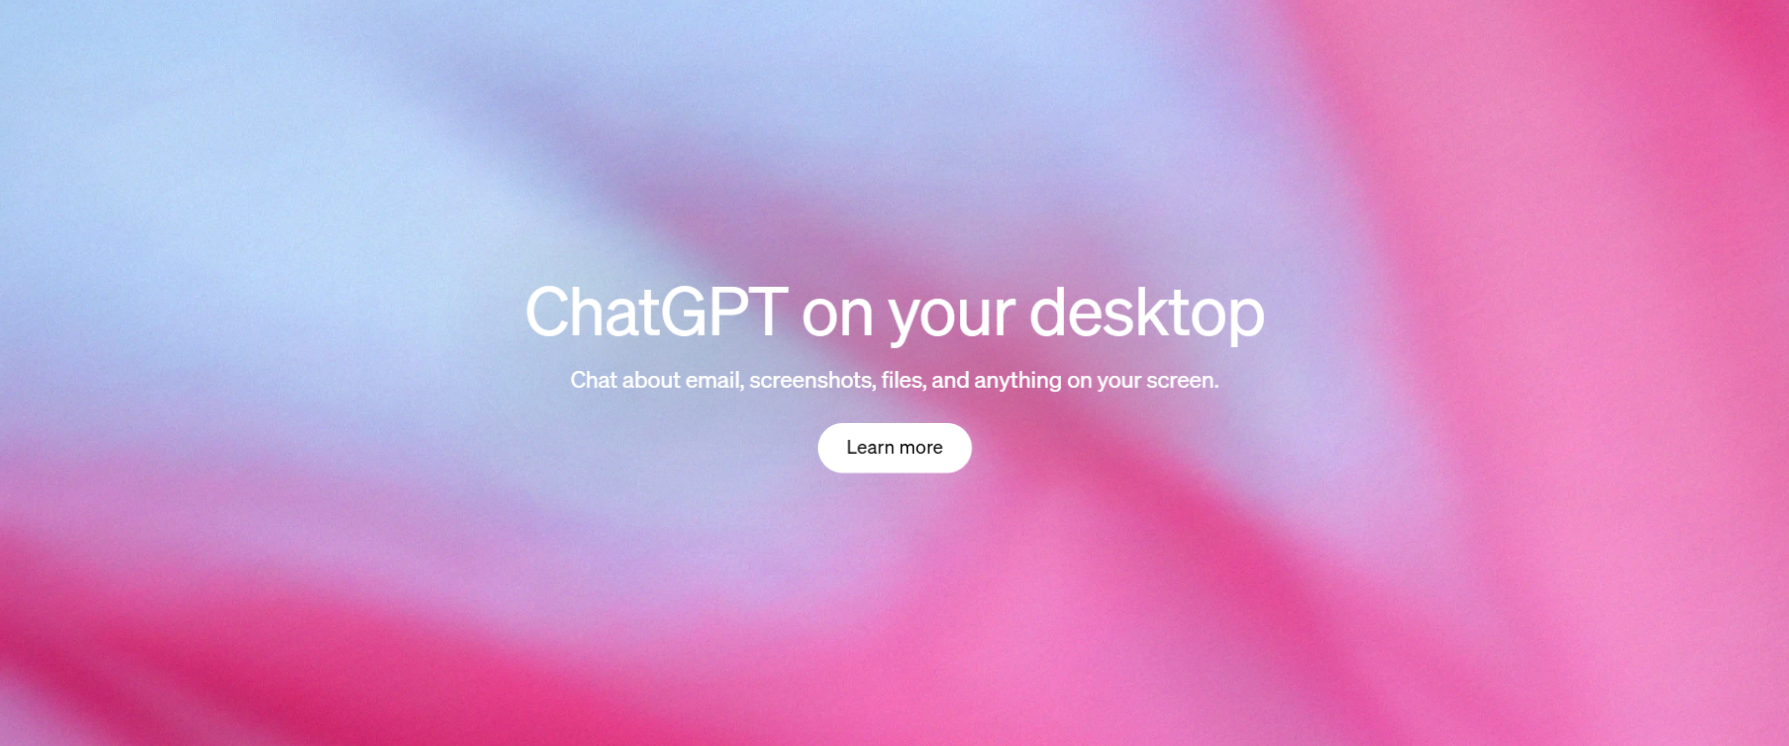 ChatGPT on your desktop
Chat about email, screenshots, files, and anything on your screen.
Learn more